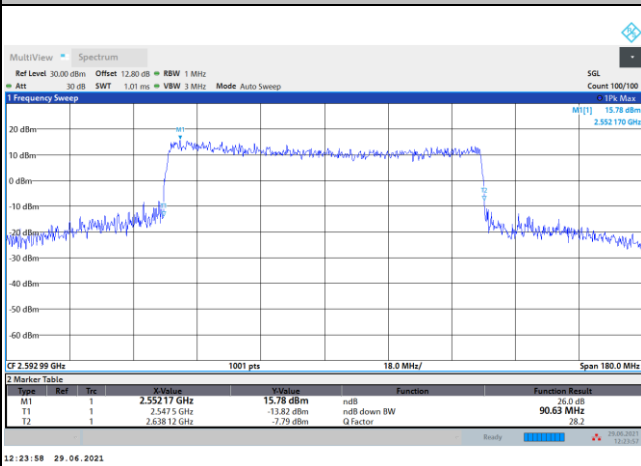 MultiView Spectrum
Ref Level 30.00 dBm Offset 12.80 dB RBW 1 MHz SGL
Att 30 dB SWT 1.01 ms VBW 3 MHz Mode Auto Sweep Count 100/100
1 Frequency Sweep 1Pk Max
M1[1] 15.78 dBm
2.552 170 GHz
M1
20 dBm
10 dBm
0 dBm
-10 dBm
T1
T2
-20 dBm
-30 dBm
-40 dBm
-50 dBm
-60 dBm
CF 2.592 99 GHz 1001 pts 18.0 MHz/ Span 180.0 MHz
2 Marker Table
Type Ref Trc X-Value Y-Value Function Function Result
M1 1 2.552 17 GHz 15.78 dBm ndB 26.0 dB
T1 1 2.547 5 GHz -13.82 dBm ndB down BW 90.63 MHz
T2 1 2.638 12 GHz -7.79 dBm Q Factor 28.2
Ready 29.06.2021
12:23:57
12:23:58 29.06.2021